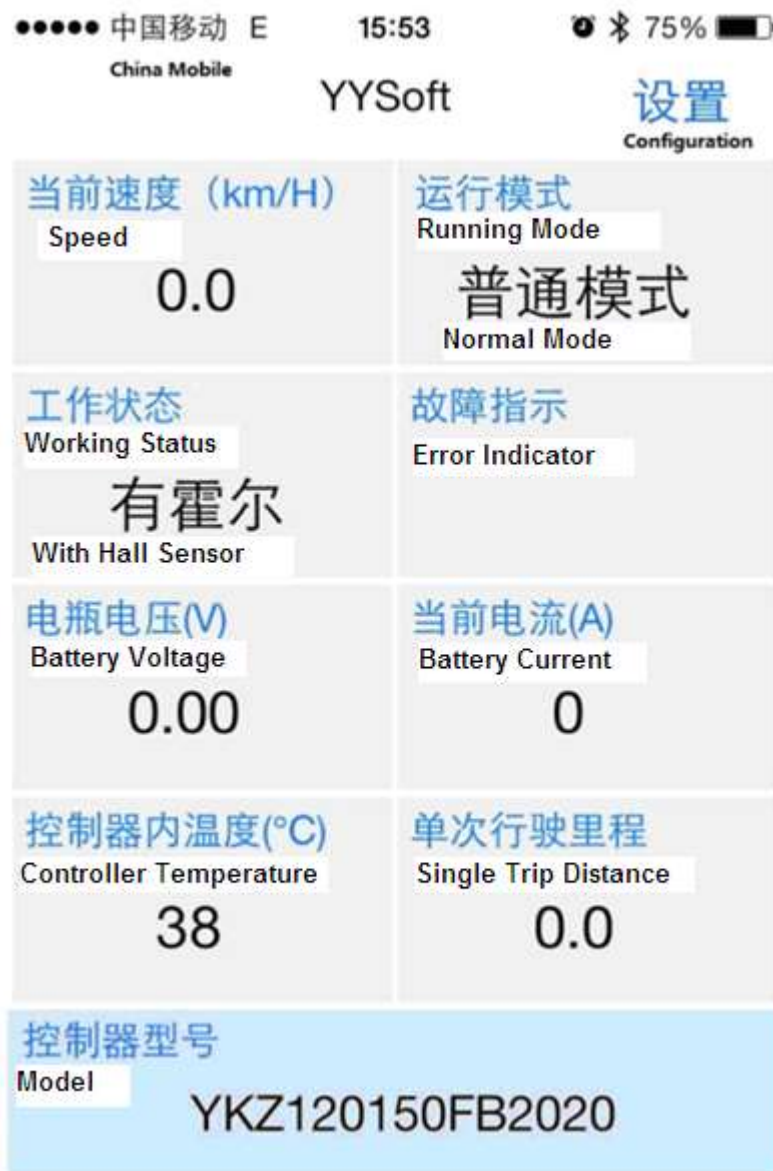 中国移动 E 15:53 75%
China Mobile
YYSoft 设置
Configuration
当前速度（km/H）
Speed
0.0
运行模式
Running Mode
普通模式
Normal Mode
工作状态
Working Status
有霍尔
With Hall Sensor
故障指示
Error Indicator
电瓶电压(V)
Battery Voltage
0.00
当前电流(A)
Battery Current
0
控制器内温度(°C)
Controller Temperature
38
单次行驶里程
Single Trip Distance
0.0
控制器型号
Model
YKZ120150FB2020